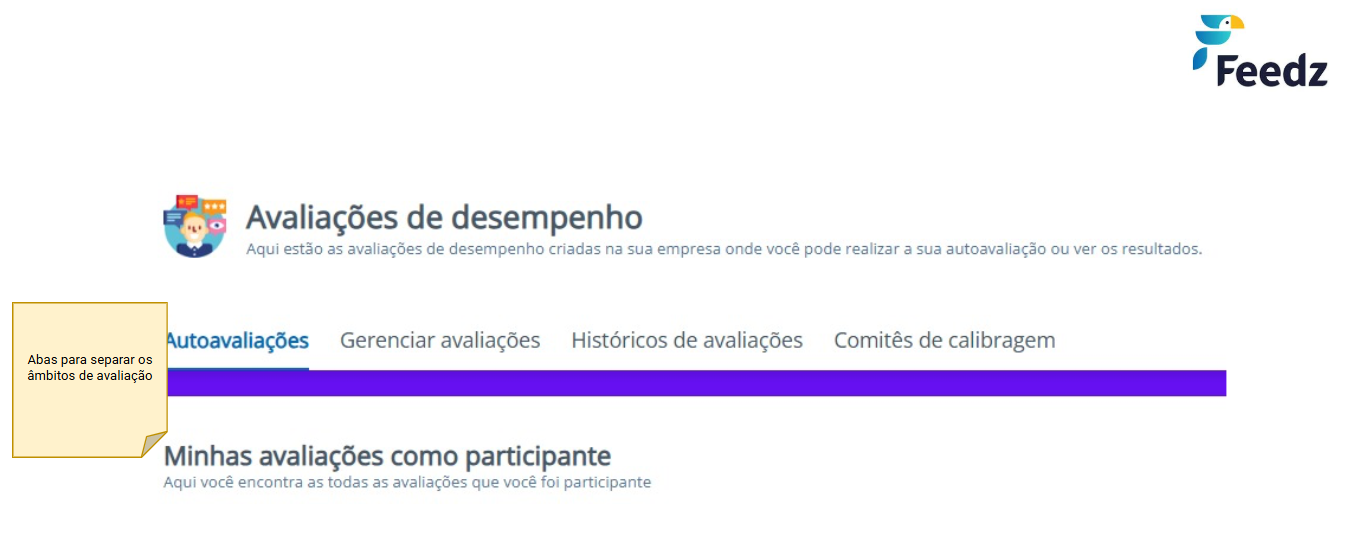 Feedz
Avaliações de desempenho
Aqui estão as avaliações de desempenho criadas na sua empresa onde você pode realizar a sua autoavaliação ou ver os resultados.
Autoavaliações Gerenciar avaliações Históricos de avaliações Comitês de calibragem
Abas para separar os
âmbitos de avaliação
Minhas avaliações como participante
Aqui você encontra as todas as avaliações que você foi participante